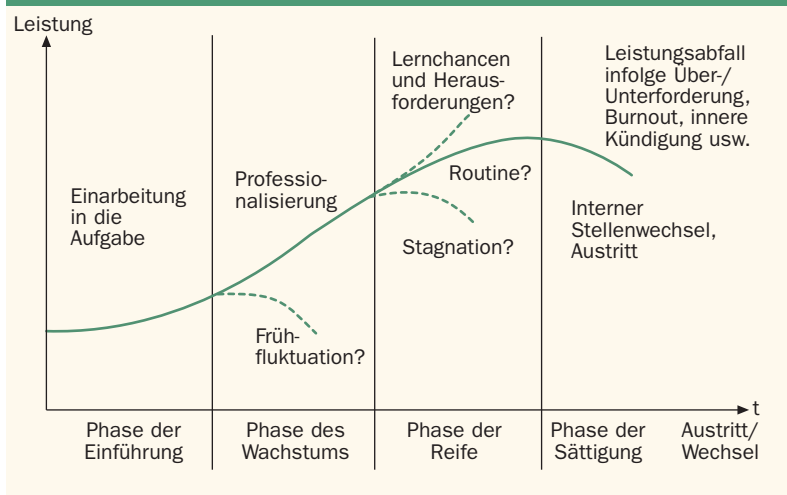 Leistung
Einarbeitung
in die
Aufgabe
Professio-
nalisierung
Früh-
fluktuation?
Lernchancen
und Heraus-
forderungen?
Routine?
Stagnation?
Leistungsabfall
infolge Über-/
Unterforderung,
Burnout, innere
Kündigung usw.
Interner
Stellenwechsel,
Austritt
t
Phase der
Einführung
Phase des
Wachstums
Phase der
Reife
Phase der
Sättigung
Austritt/
Wechsel